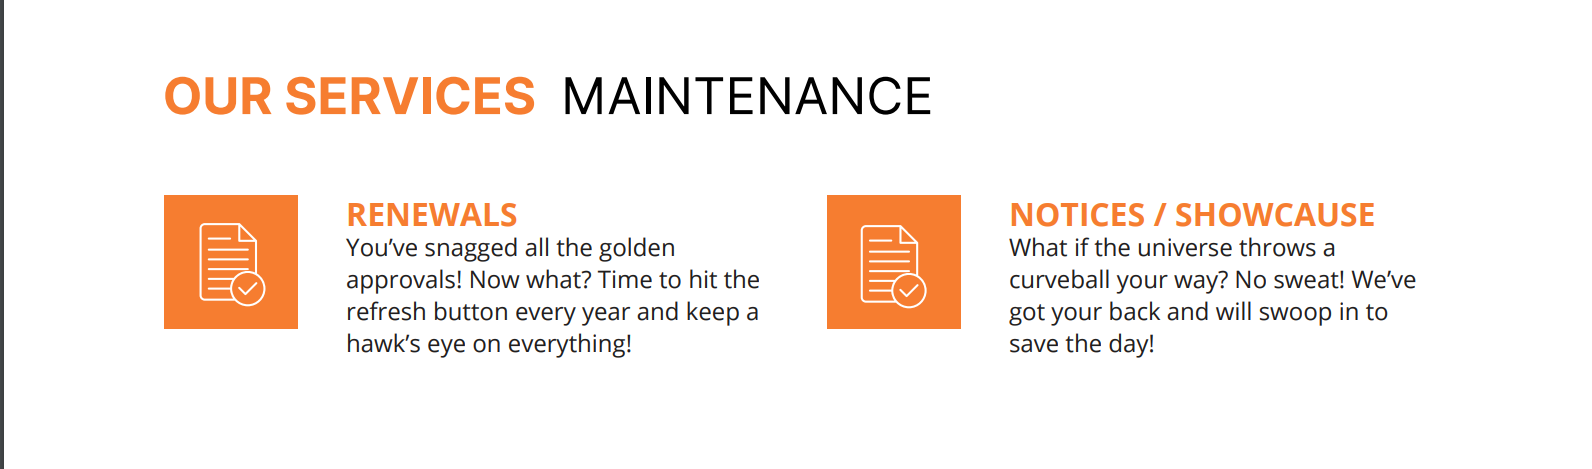 OUR SERVICES MAINTENANCE
RENEWALS
You’ve snagged all the golden
approvals! Now what? Time to hit the
refresh button every year and keep a
hawk’s eye on everything!
NOTICES / SHOWCAUSE
What if the universe throws a
curveball your way? No sweat! We’ve
got your back and will swoop in to
save the day!